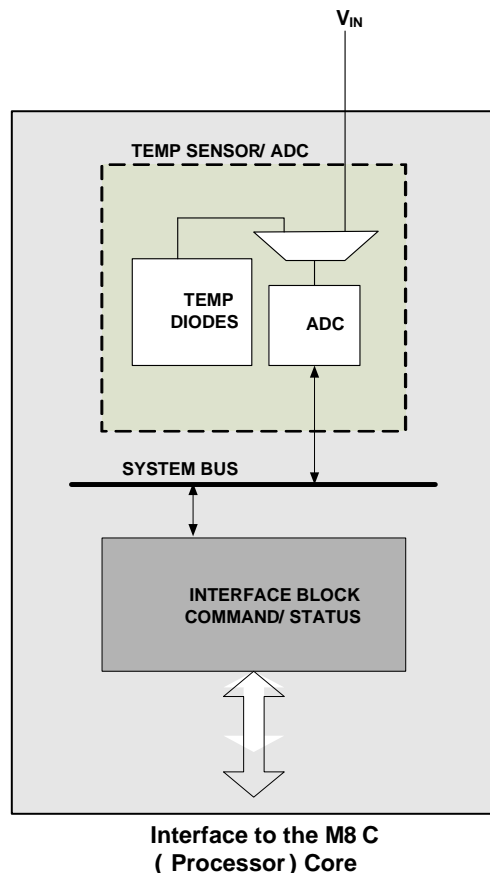 VIN
TEMP SENSOR/ ADC
TEMP
DIODES
ADC
SYSTEM BUS
INTERFACE BLOCK
COMMAND/ STATUS
Interface to the M8 C
( Processor ) Core